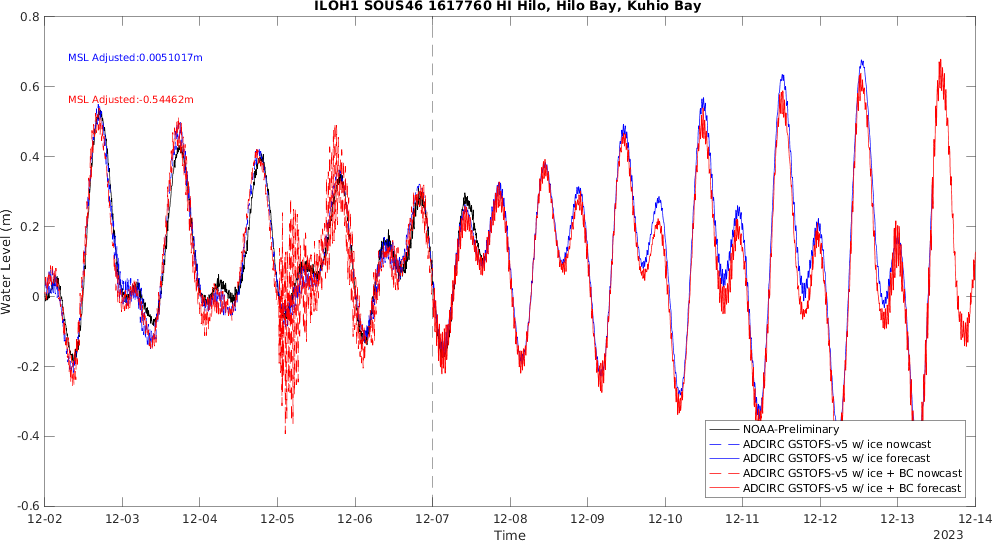 ILOH1 SOUS46 1617760 HI Hilo, Hilo Bay, Kuhio Bay
0.8
MSL Adjusted:0.0051017m
0.6
MSL Adjusted:-0.54462m
0.4
0.2
Water Level (m)
0
-0.2
-0.4
NOAA-Preliminary
ADCIRC GSTOFS-v5 w/ ice nowcast
ADCIRC GSTOFS-v5 w/ ice forecast
ADCIRC GSTOFS-v5 w/ ice + BC nowcast
ADCIRC GSTOFS-v5 w/ ice + BC forecast
-0.6
12-02 12-03 12-04 12-05 12-06 12-07 12-08 12-09 12-10 12-11 12-12 12-13 12-14
Time
2023